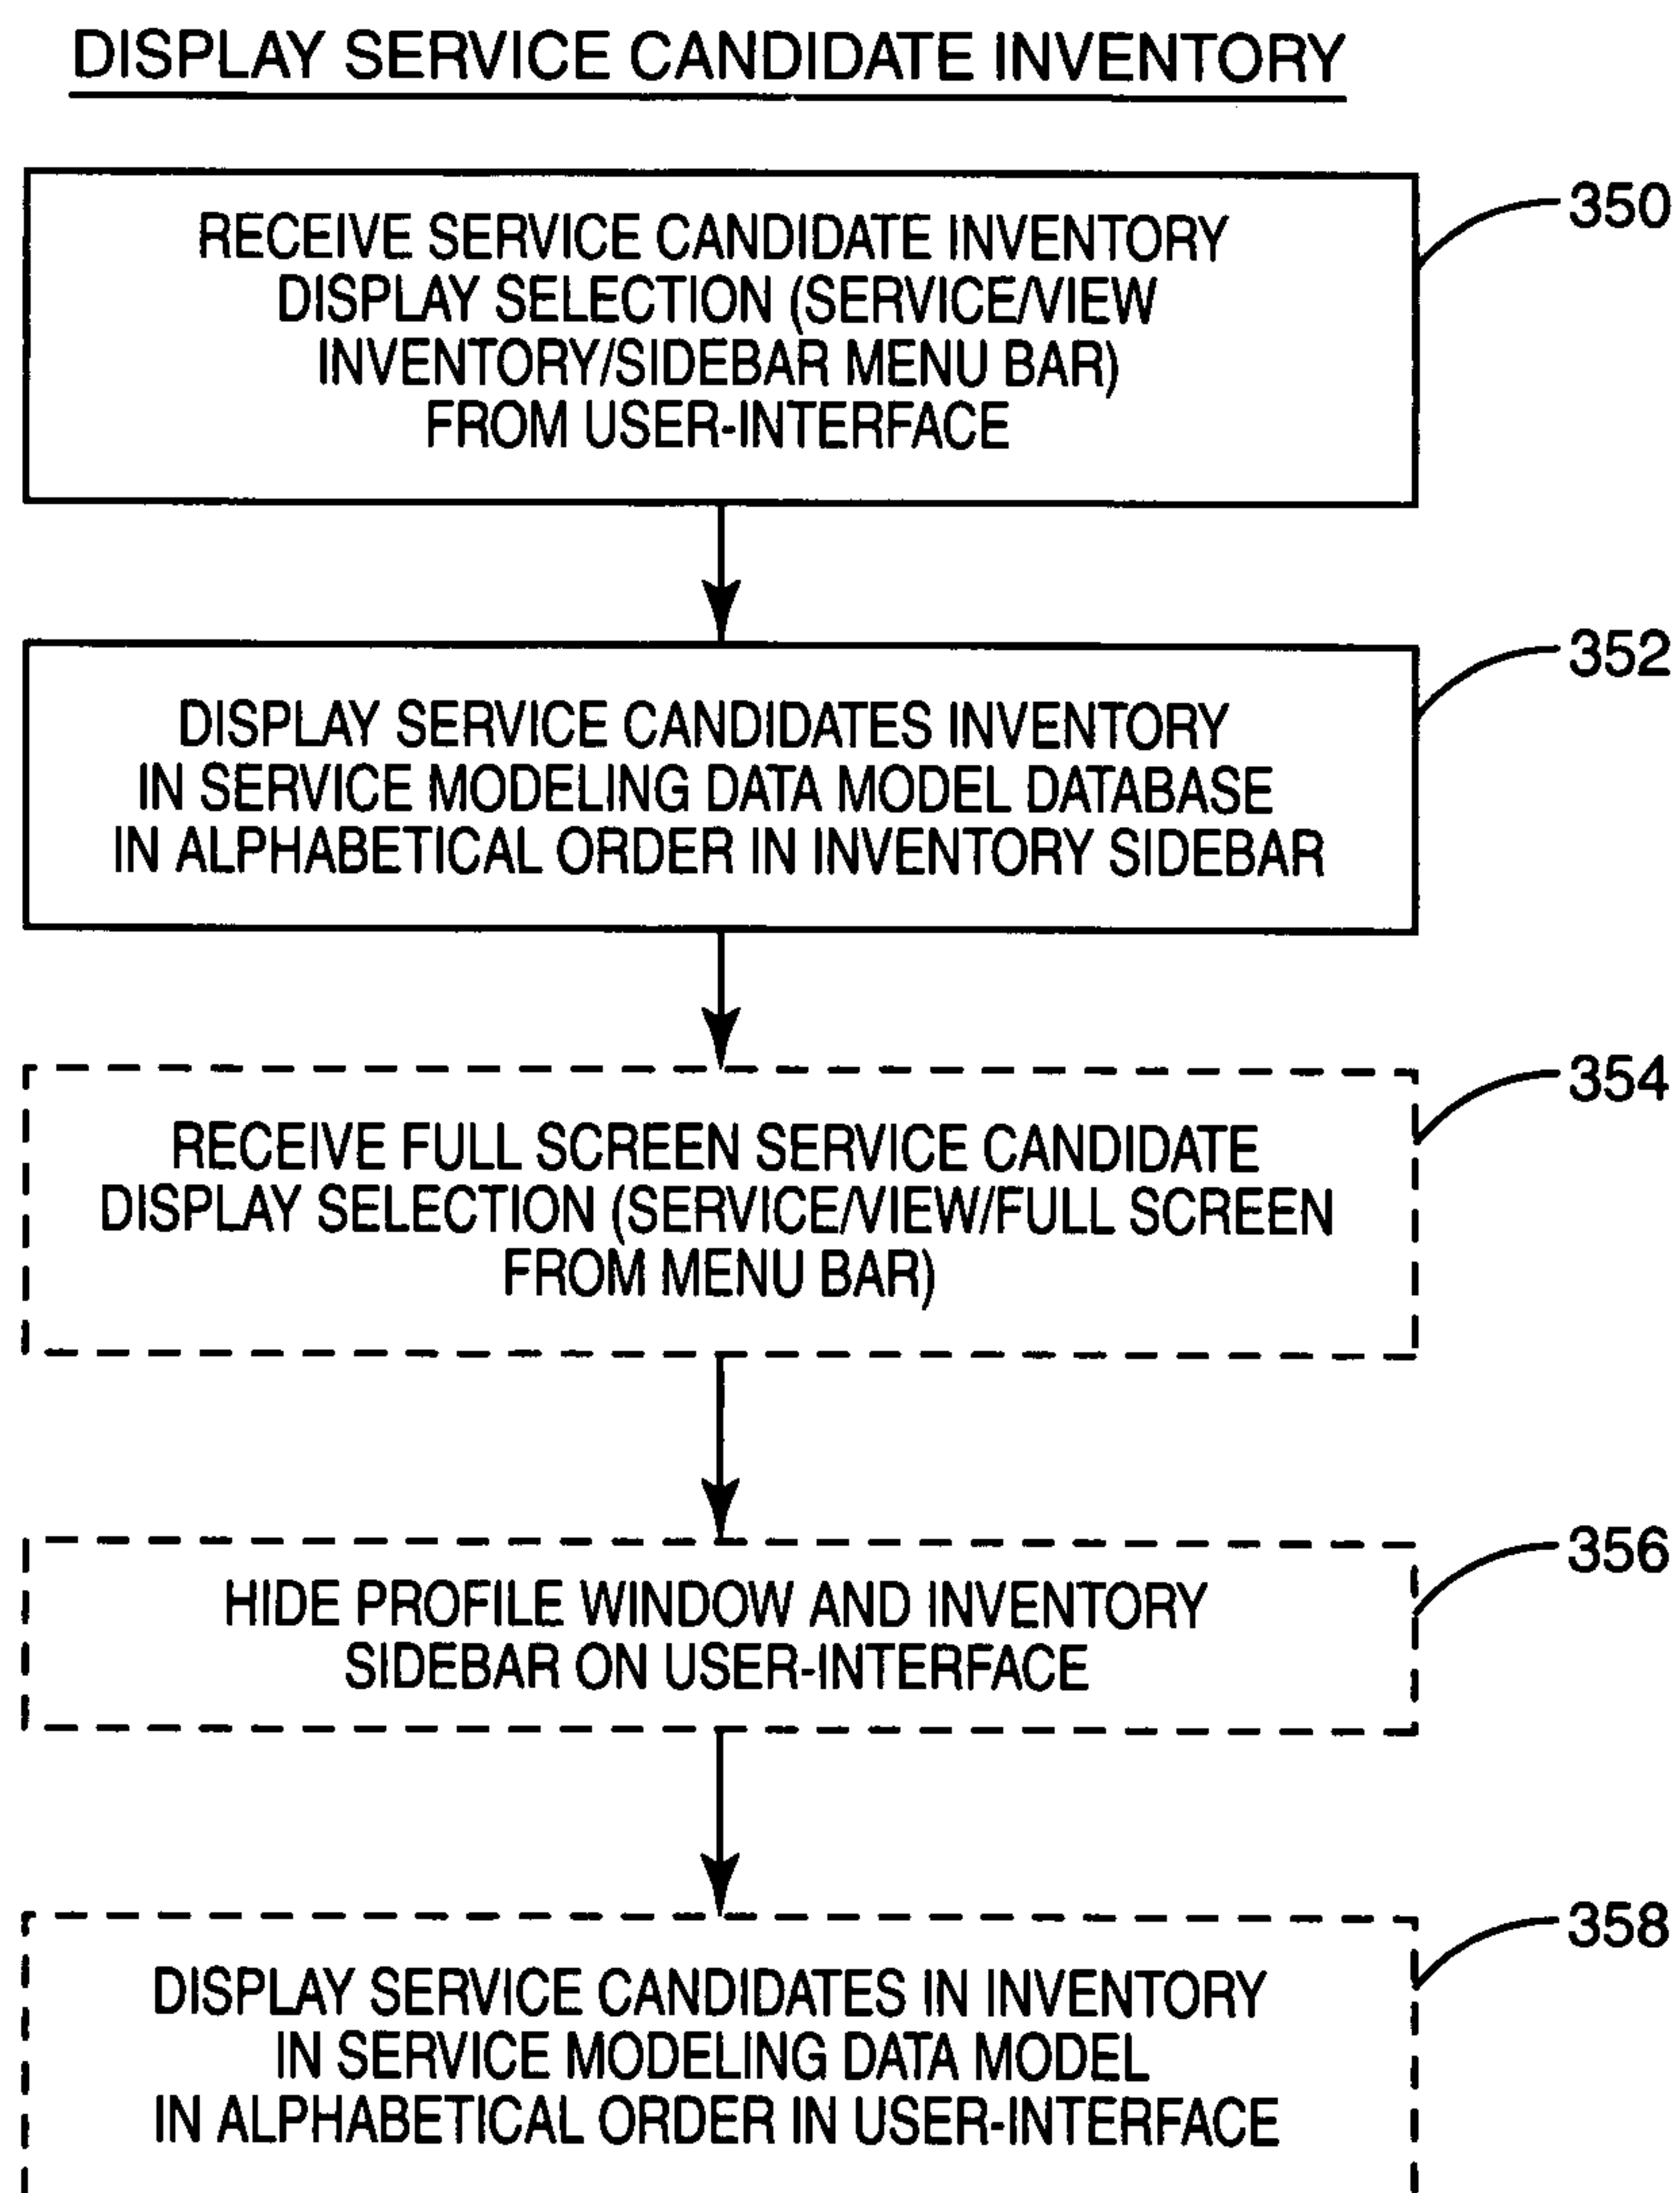 DISPLAY SERVICE CANDIDATE INVENTORY
RECEIVE SERVICE CANDIDATE INVENTORY
DISPLAY SELECTION (SERVICE/VIEW
INVENTORY/SIDEBAR MENU BAR)
FROM USER-INTERFACE
350
DISPLAY SERVICE CANDIDATES INVENTORY
IN SERVICE MODELING DATA MODEL DATABASE
IN ALPHABETICAL ORDER IN INVENTORY SIDEBAR
352
RECEIVE FULL SCREEN SERVICE CANDIDATE
DISPLAY SELECTION (SERVICE/VIEW/FULL SCREEN
FROM MENU BAR)
354
HIDE PROFILE WINDOW AND INVENTORY
SIDEBAR ON USER-INTERFACE
356
DISPLAY SERVICE CANDIDATES IN INVENTORY
IN SERVICE MODELING DATA MODEL
IN ALPHABETICAL ORDER IN USER-INTERFACE
358